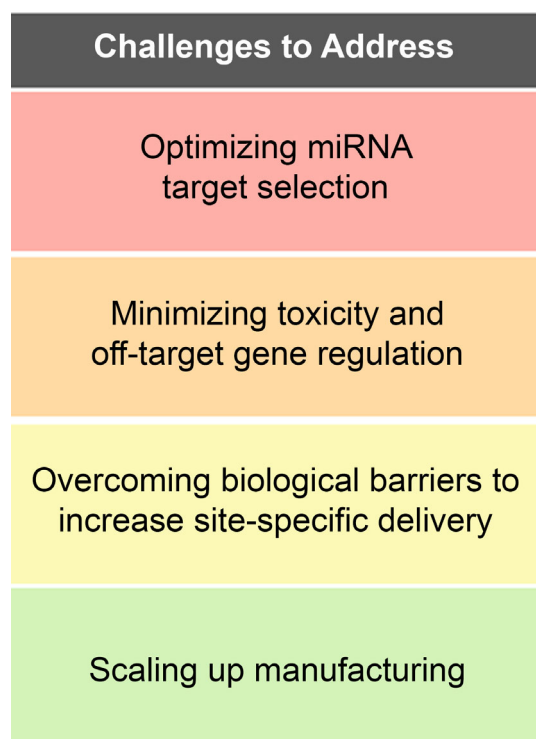 Challenges to Address
Optimizing miRNA
target selection
Minimizing toxicity and
off-target gene regulation
Overcoming biological barriers to
increase site-specific delivery
Scaling up manufacturing